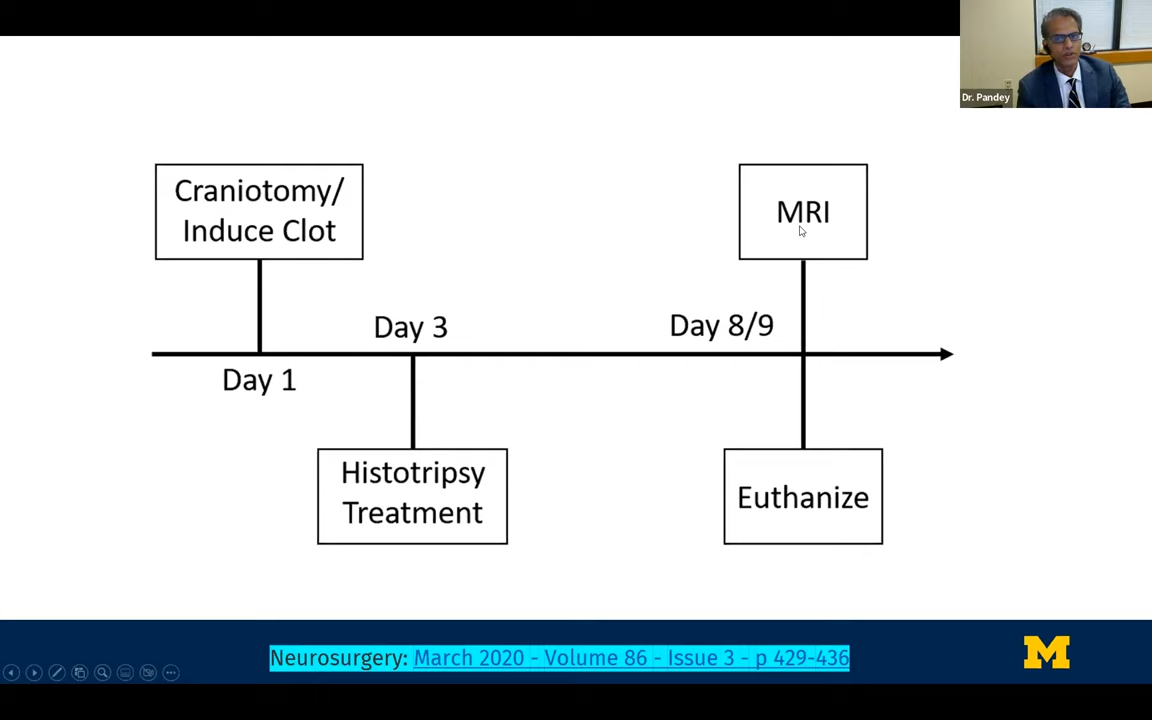 Dr. Pandey
Craniotomy/
Induce Clot
MRI
Day 3
Day 8/9
Day 1
Histotripsy
Treatment
Euthanize
Neurosurgery: March 2020 - Volume 86 - Issue 3 - p 429-436
M